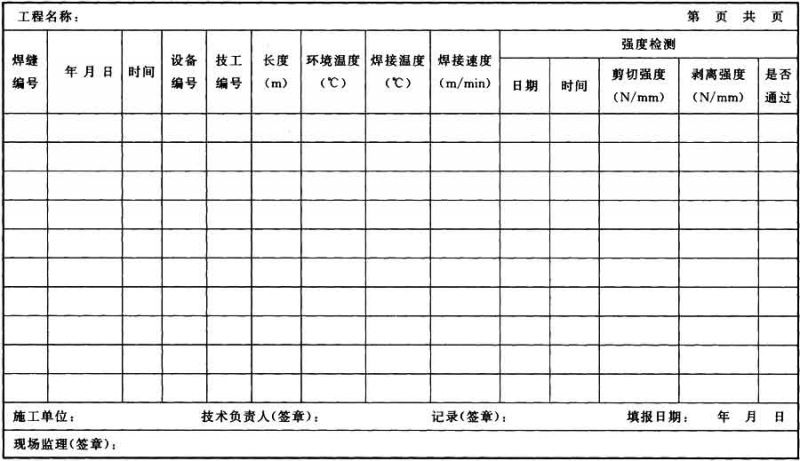 工程名称： 第 页 共 页
焊缝编号 年 月 日 时间 设备编号 技工编号 长度（m） 环境温度（℃） 焊接温度（℃） 焊接速度（m/min） 强度检测
日期 时间 剪切强度（N/mm） 剥离强度（N/mm） 是否通过
施工单位： 技术负责人(签章)： 记录(签章)： 填报日期： 年 月 日
现场监理(签章)：